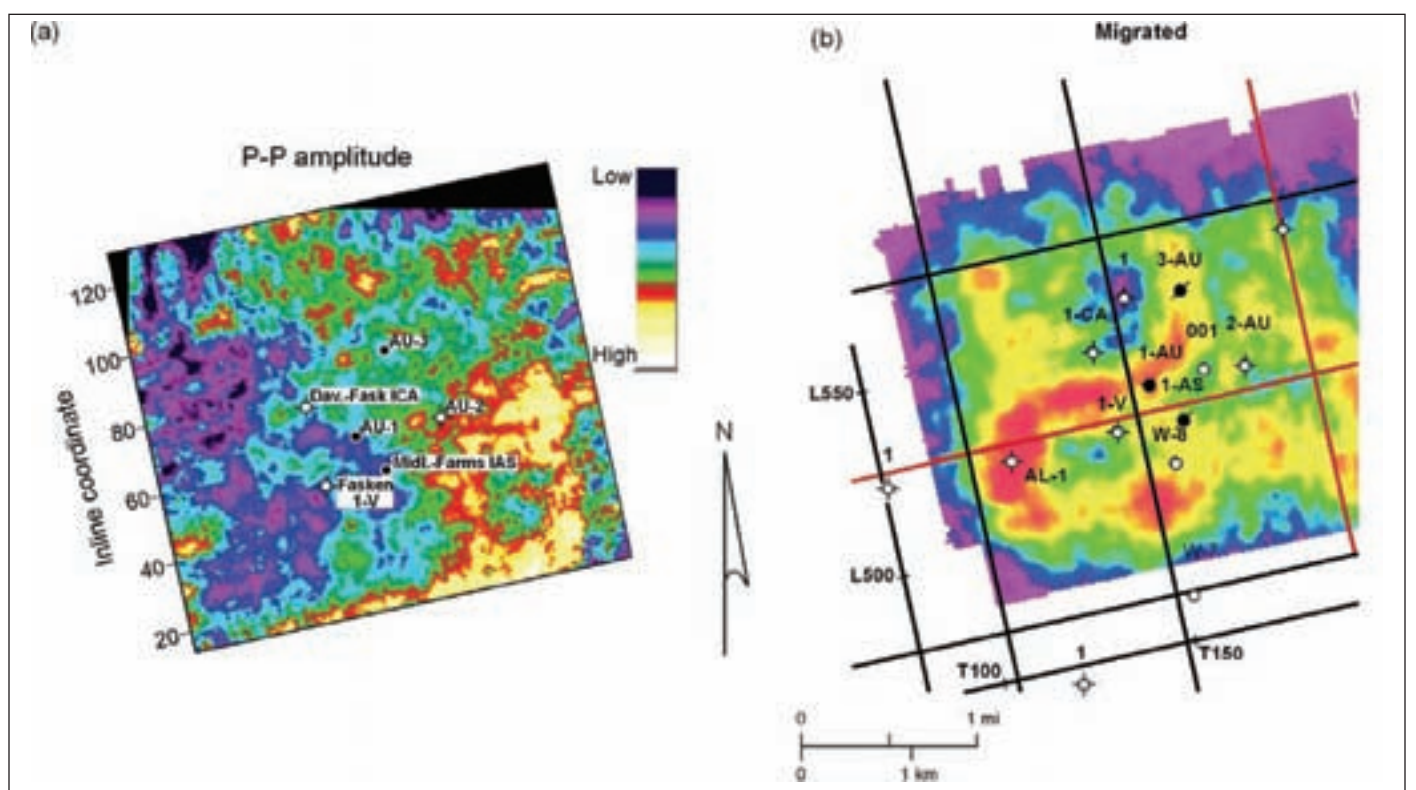 (a)
P-P amplitude
Low
High
120
100
80
60
40
20
Inline coordinate
AU-3
Dav.-Fask ICA
AU-2
AU-1
Midl.-Farms IAS
Fasken
1-V
N
(b)
Migrated
1
3-AU
1-CA
001
2-AU
1-AU
L550
1-AS
1-V
W-8
1
AL-1
L500
T150
1
T100
0
1 mi
0
1 km